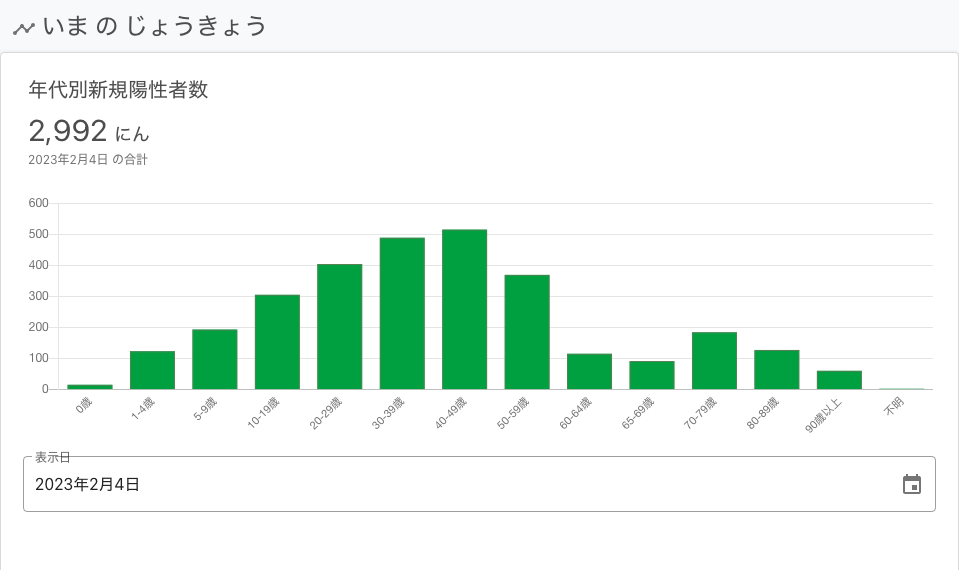 いま の じょうきょう
年代別新規陽性者数
2,992 にん
2023年2月4日 の合計
600
500
400
300
200
100
0
0歳
1-4歳
5-9歳
10-19歳
20-29歳
30-39歳
40-49歳
50-59歳
60-64歳
65-69歳
70-79歳
80-89歳
90歳以上
不明
表示日
2023年2月4日